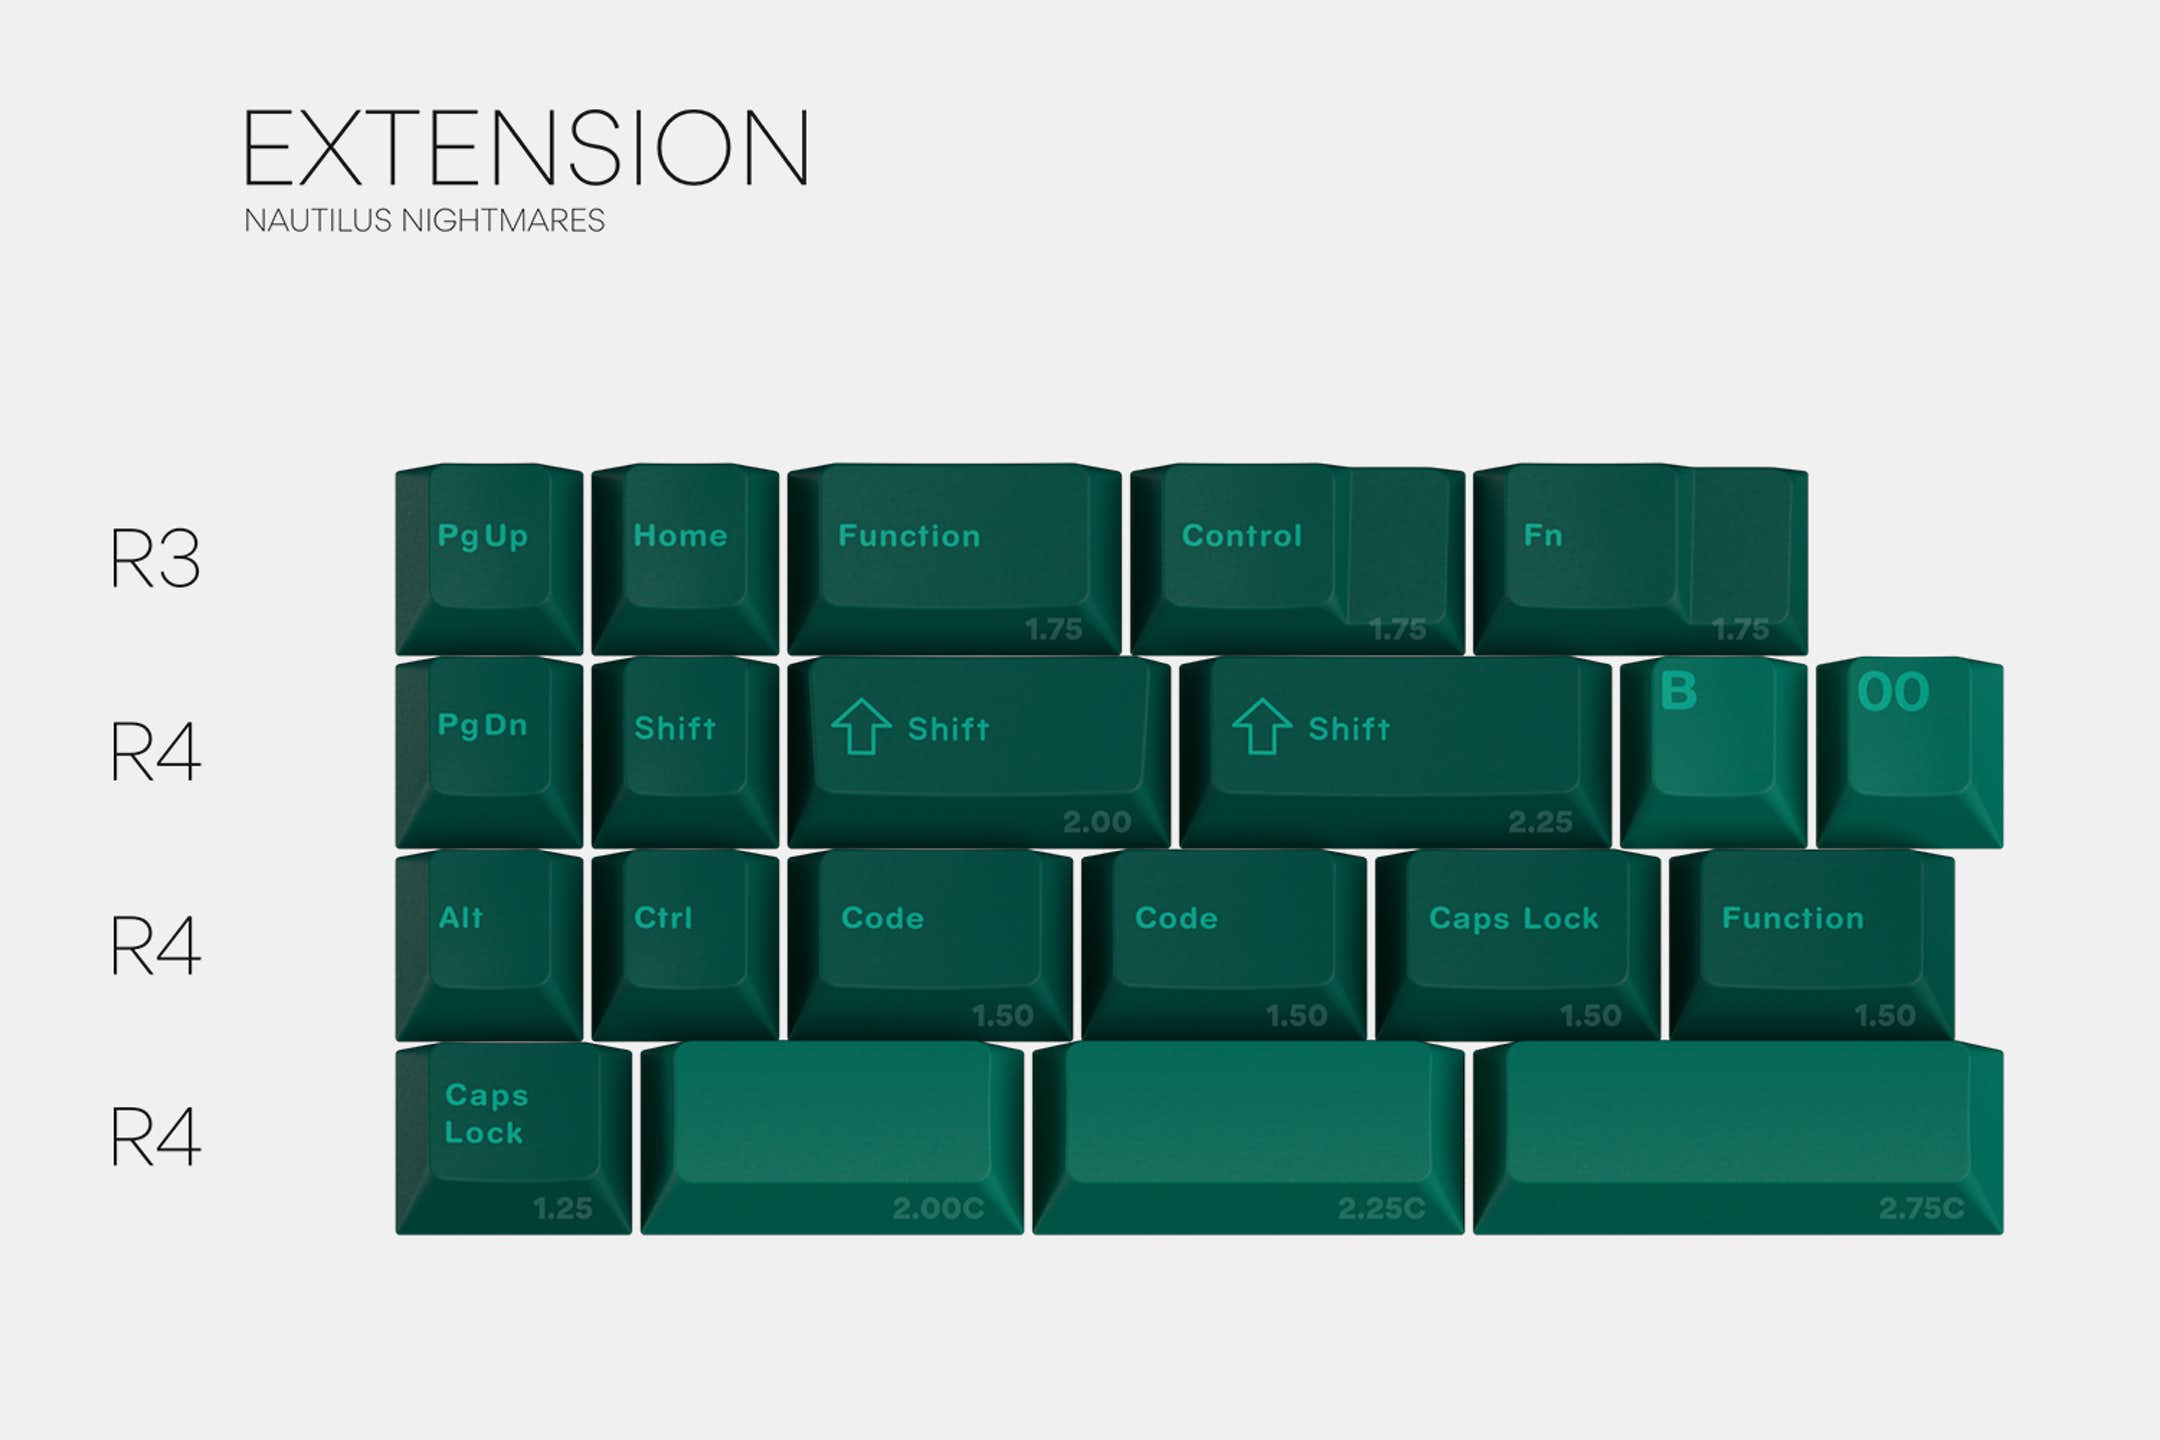 EXTENSION
NAUTILUS NIGHTMARES
R3
PgUp
Home
Function
1.75
Control
1.75
Fn
1.75
R4
PgDn
Shift
Shift
2.00
Shift
2.25
B
00
R4
Alt
Ctrl
Code
1.50
Code
1.50
Caps Lock
1.50
Function
1.50
R4
Caps
Lock
1.25
2.00C
2.25C
2.75C